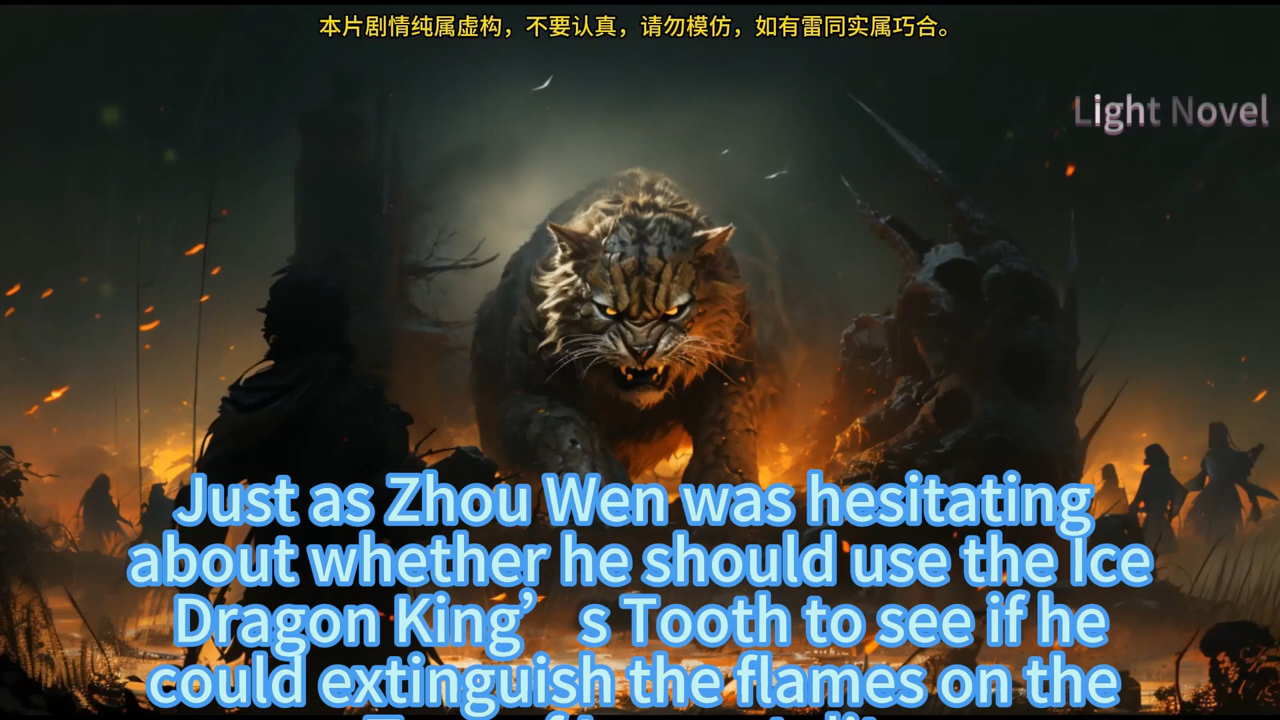 本片剧情纯属虚构，不要认真，请勿模仿，如有雷同实属巧合。
Light Novel
Just as Zhou Wen was hesitating
about whether he should use the Ice
Dragon King’s Tooth to see if he
could extinguish the flames on the